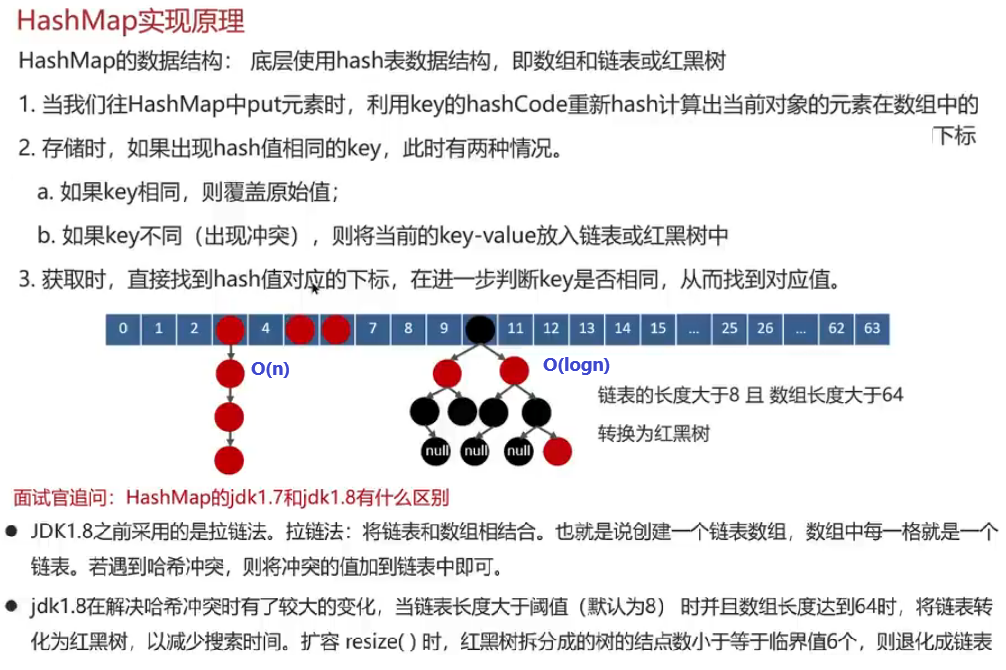 HashMap实现原理
HashMap的数据结构： 底层使用hash表数据结构，即数组和链表或红黑树
1. 当我们往HashMap中put元素时，利用key的hashCode重新hash计算出当前对象的元素在数组中的
下标
2. 存储时，如果出现hash值相同的key，此时有两种情况。
a. 如果key相同，则覆盖原始值；
b. 如果key不同（出现冲突），则将当前的key-value放入链表或红黑树中
3. 获取时，直接找到hash值对应的下标，在进一步判断key是否相同，从而找到对应值。
0 1 2 4 7 8 9 11 12 13 14 15 ... 25 26 ... 62 63
O(n)
O(logn)
链表的长度大于8 且 数组长度大于64
转换为红黑树
null null null
面试官追问：HashMap的jdk1.7和jdk1.8有什么区别
● JDK1.8之前采用的是拉链法。拉链法：将链表和数组相结合。也就是说创建一个链表数组，数组中每一格就是一个
链表。若遇到哈希冲突，则将冲突的值加到链表中即可。
● jdk1.8在解决哈希冲突时有了较大的变化，当链表长度大于阈值（默认为8） 时并且数组长度达到64时，将链表转
化为红黑树，以减少搜索时间。扩容 resize( ) 时，红黑树拆分成的树的结点数小于等于临界值6个，则退化成链表